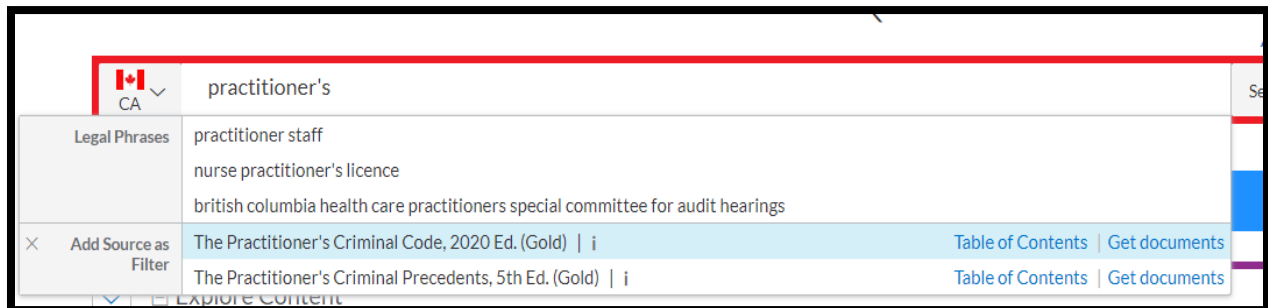 practitioner's
CA
Se
Legal Phrases practitioner staff
nurse practitioner's licence
british columbia health care practitioners special committee for audit hearings
Add Source as Filter The Practitioner's Criminal Code, 2020 Ed. (Gold) | i Table of Contents | Get documents
The Practitioner's Criminal Precedents, 5th Ed. (Gold) | i Table of Contents | Get documents
Explore Content